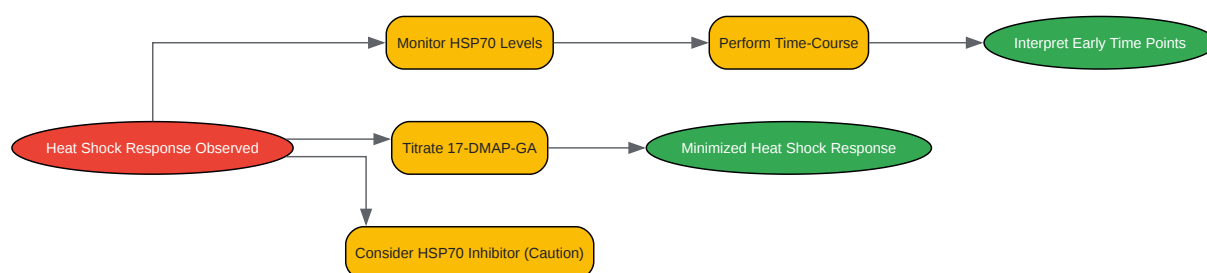 Monitor HSP70 Levels
Perform Time-Course
Interpret Early Time Points
Heat Shock Response Observed
Titrate 17-DMAP-GA
Minimized Heat Shock Response
Consider HSP70 Inhibitor (Caution)